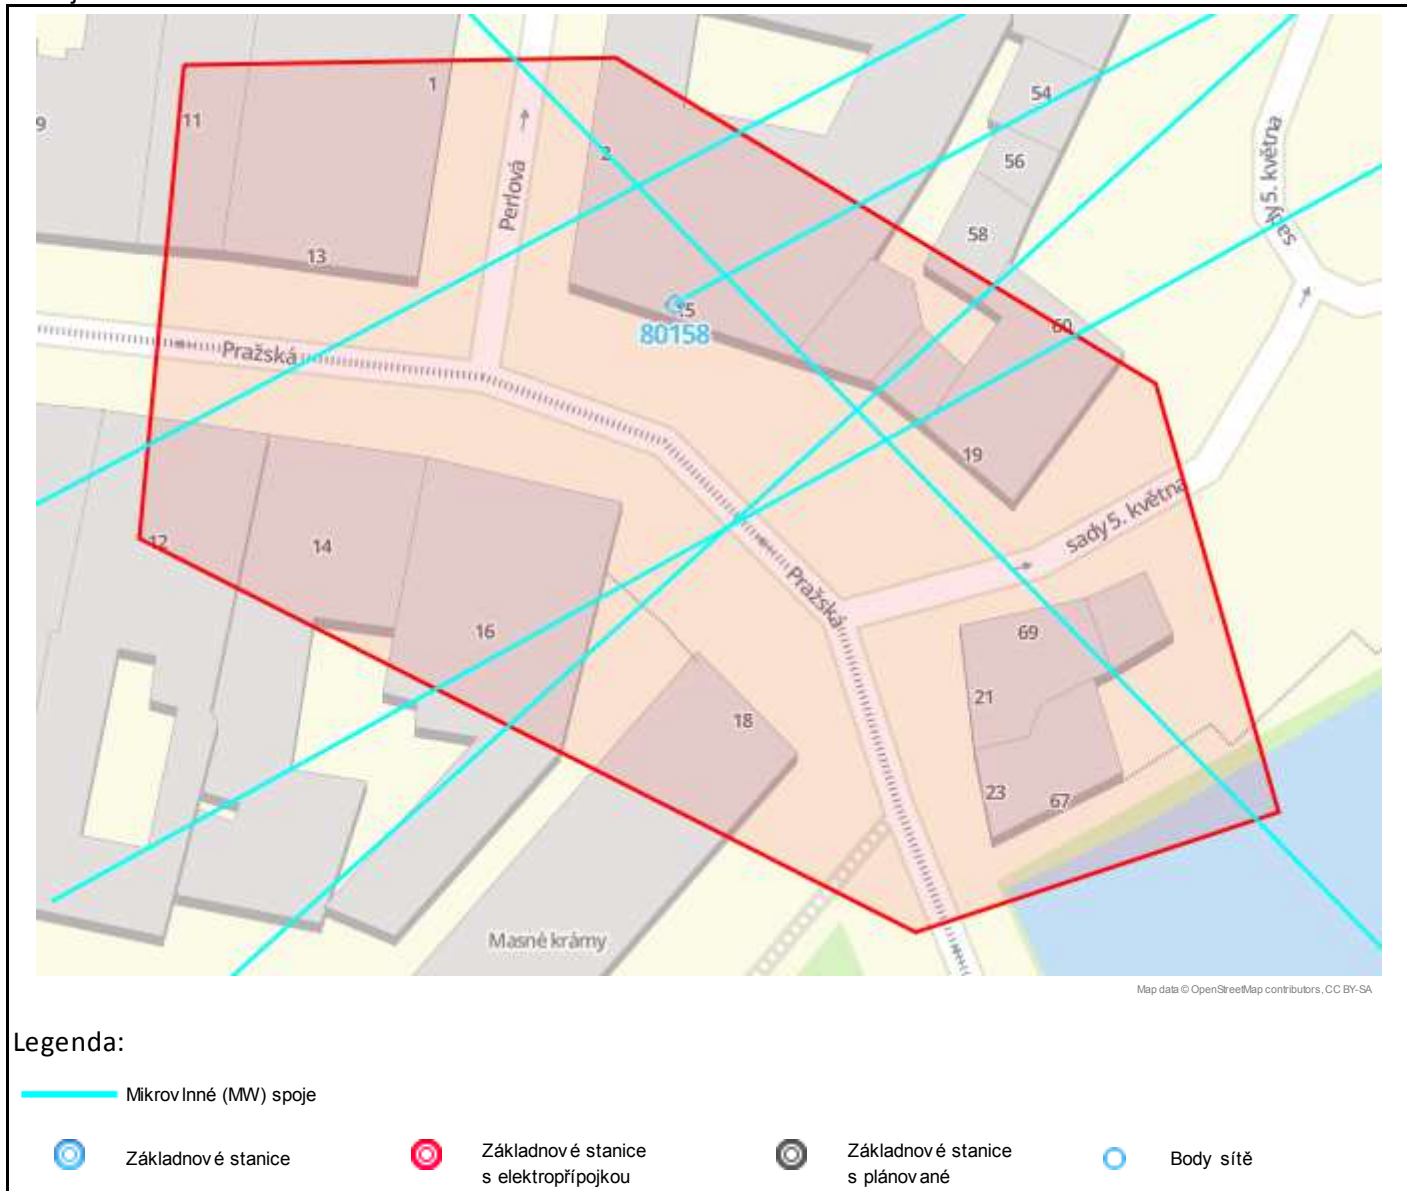 1
11
9
2
54
56
58
sady 5. května
Perlová
13
15
80158
60
Pražská
19
sady 5. května
12
14
16
Pražská
69
21
18
23
67
Masné krámy
Map data © OpenStreetMap contributors, CC BY-SA
Legenda:
Mikrovlnné (MW) spoje
Základnové stanice
Základnové stanice
s elektropřípojkou
Základnové stanice
s plánované
Body sítě